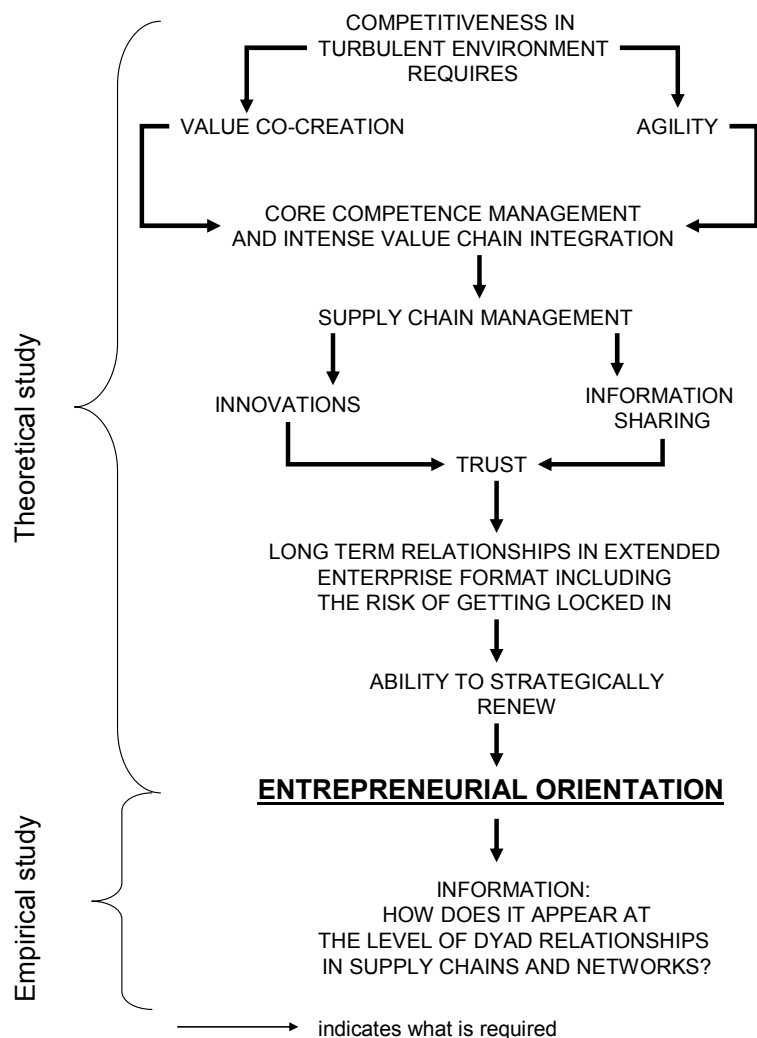 COMPETITIVENESS IN
TURBULENT ENVIRONMENT
REQUIRES
VALUE CO-CREATION
AGILITY
CORE COMPETENCE MANAGEMENT
AND INTENSE VALUE CHAIN INTEGRATION
SUPPLY CHAIN MANAGEMENT
INNOVATIONS
INFORMATION
SHARING
TRUST
LONG TERM RELATIONSHIPS IN EXTENDED
ENTERPRISE FORMAT INCLUDING
THE RISK OF GETTING LOCKED IN
ABILITY TO STRATEGICALLY
RENEW
Theoretical study
ENTREPRENEURIAL ORIENTATION
INFORMATION:
HOW DOES IT APPEAR AT
THE LEVEL OF DYAD RELATIONSHIPS
IN SUPPLY CHAINS AND NETWORKS?
Empirical study
indicates what is required